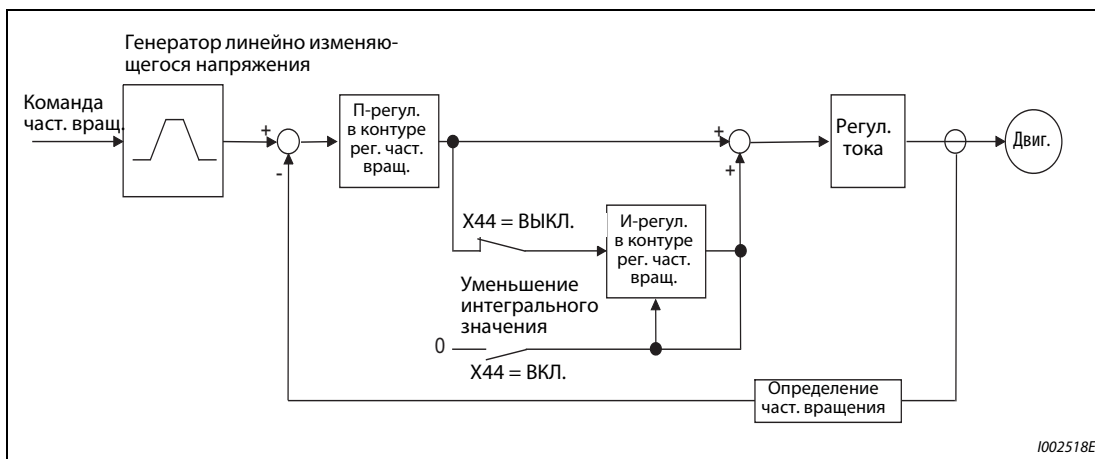 Генератор линейно изменяю-
щегося напряжения
Команда
част. вращ.
+
-
П-регул.
в контуре
рег. част.
вращ.
+
+
Регул.
тока
Двиг.
X44 = ВЫКЛ.
И-регул.
в контуре
рег. част.
вращ.
Уменьшение
интегрального
значения
0
X44 = ВКЛ.
Определение
част. вращения
I002518E